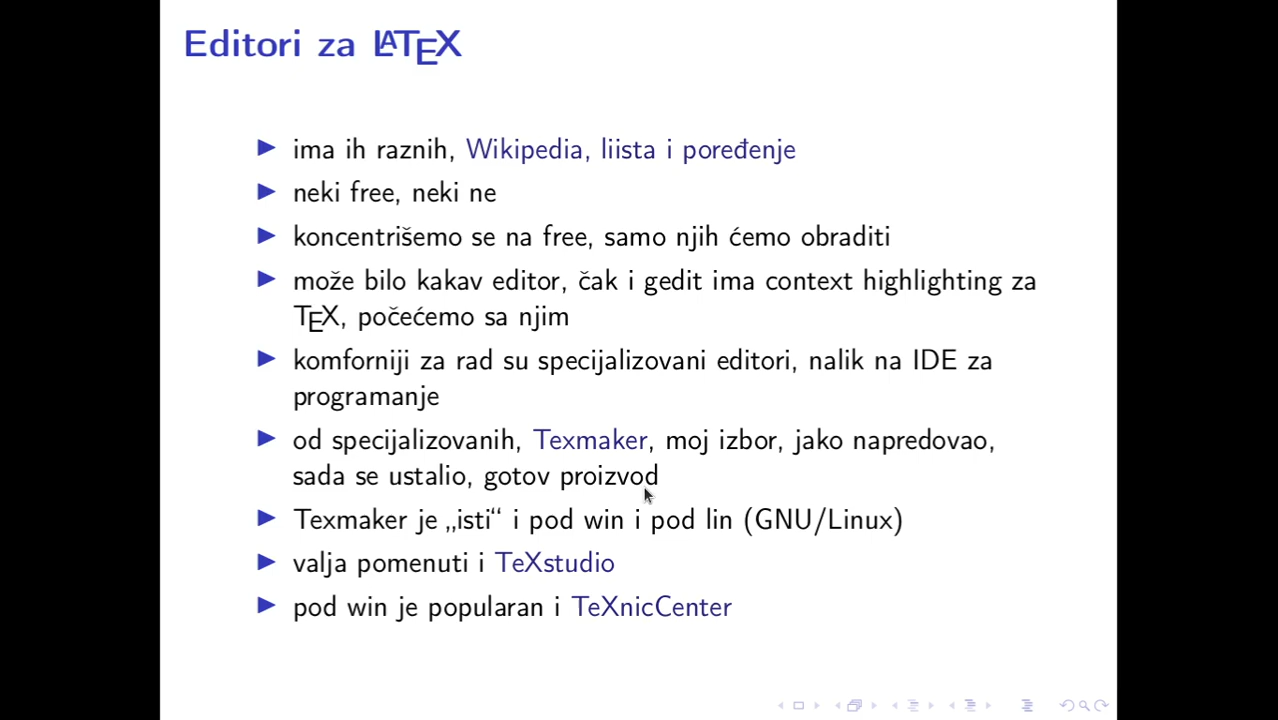 Editori za LATEX
ima ih raznih, Wikipedia, liista i poređenje
neki free, neki ne
koncentrišemo se na free, samo njih ćemo obraditi
može bilo kakav editor, čak i gedit ima context highlighting za
TEX, počećemo sa njim
komforniji za rad su specijalizovani editori, nalik na IDE za
programanje
od specijalizovanih, Texmaker, moj izbor, jako napredovao,
sada se ustalio, gotov proizvod
Texmaker je „isti“ i pod win i pod lin (GNU/Linux)
valja pomenuti i TeXstudio
pod win je popularan i TeXnicCenter